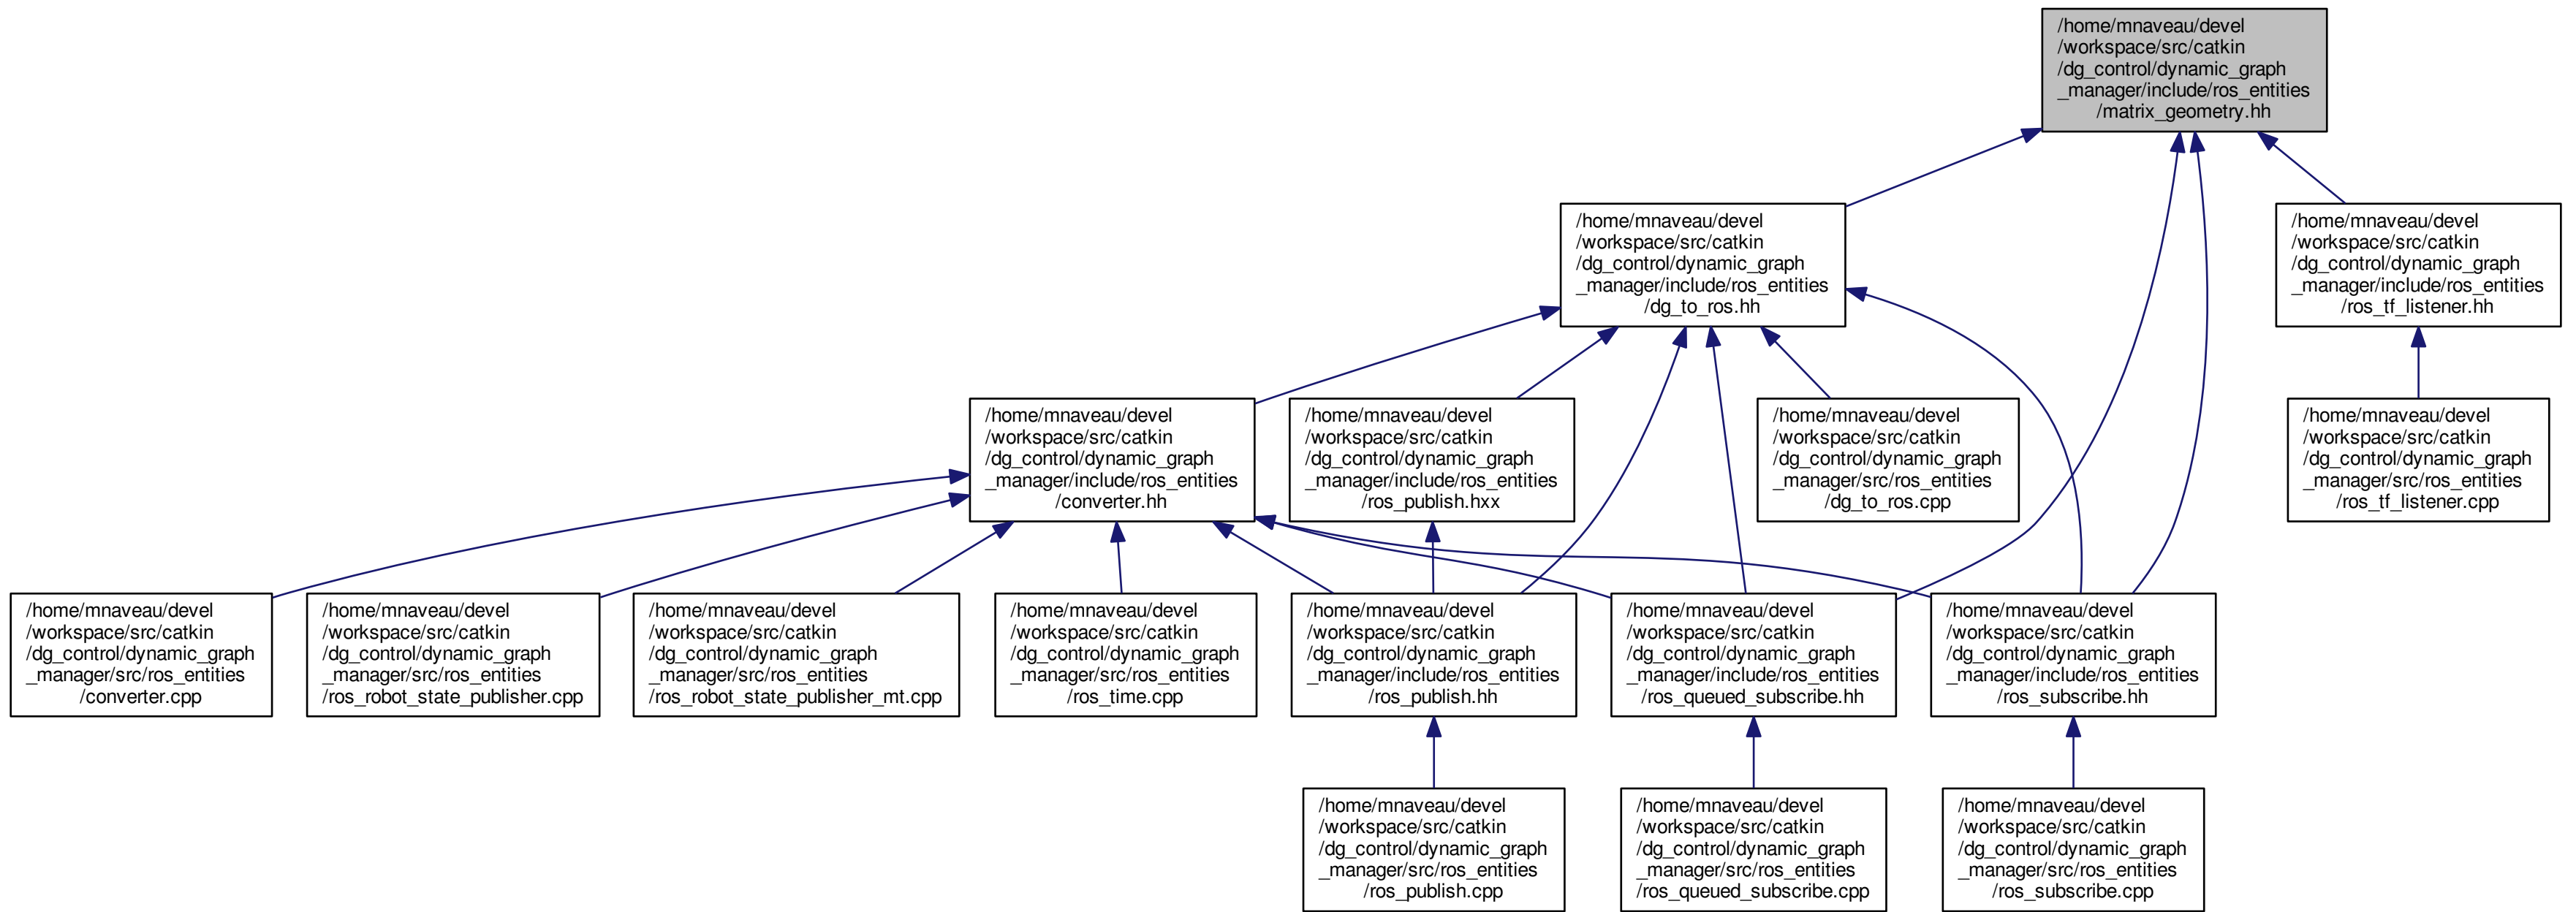 /home/mnaveau/devel
/workspace/src/catkin
/dg_control/dynamic_graph
_manager/include/ros_entities
/matrix_geometry.hh
/home/mnaveau/devel
/workspace/src/catkin
/dg_control/dynamic_graph
_manager/include/ros_entities
/dg_to_ros.hh
/home/mnaveau/devel
/workspace/src/catkin
/dg_control/dynamic_graph
_manager/include/ros_entities
/ros_tf_listener.hh
/home/mnaveau/devel
/workspace/src/catkin
/dg_control/dynamic_graph
_manager/include/ros_entities
/converter.hh
/home/mnaveau/devel
/workspace/src/catkin
/dg_control/dynamic_graph
_manager/include/ros_entities
/ros_publish.hxx
/home/mnaveau/devel
/workspace/src/catkin
/dg_control/dynamic_graph
_manager/src/ros_entities
/dg_to_ros.cpp
/home/mnaveau/devel
/workspace/src/catkin
/dg_control/dynamic_graph
_manager/src/ros_entities
/ros_tf_listener.cpp
/home/mnaveau/devel
/workspace/src/catkin
/dg_control/dynamic_graph
_manager/src/ros_entities
/converter.cpp
/home/mnaveau/devel
/workspace/src/catkin
/dg_control/dynamic_graph
_manager/src/ros_entities
/ros_robot_state_publisher.cpp
/home/mnaveau/devel
/workspace/src/catkin
/dg_control/dynamic_graph
_manager/src/ros_entities
/ros_robot_state_publisher_mt.cpp
/home/mnaveau/devel
/workspace/src/catkin
/dg_control/dynamic_graph
_manager/src/ros_entities
/ros_time.cpp
/home/mnaveau/devel
/workspace/src/catkin
/dg_control/dynamic_graph
_manager/include/ros_entities
/ros_publish.hh
/home/mnaveau/devel
/workspace/src/catkin
/dg_control/dynamic_graph
_manager/include/ros_entities
/ros_queued_subscribe.hh
/home/mnaveau/devel
/workspace/src/catkin
/dg_control/dynamic_graph
_manager/include/ros_entities
/ros_subscribe.hh
/home/mnaveau/devel
/workspace/src/catkin
/dg_control/dynamic_graph
_manager/src/ros_entities
/ros_publish.cpp
/home/mnaveau/devel
/workspace/src/catkin
/dg_control/dynamic_graph
_manager/src/ros_entities
/ros_queued_subscribe.cpp
/home/mnaveau/devel
/workspace/src/catkin
/dg_control/dynamic_graph
_manager/src/ros_entities
/ros_subscribe.cpp